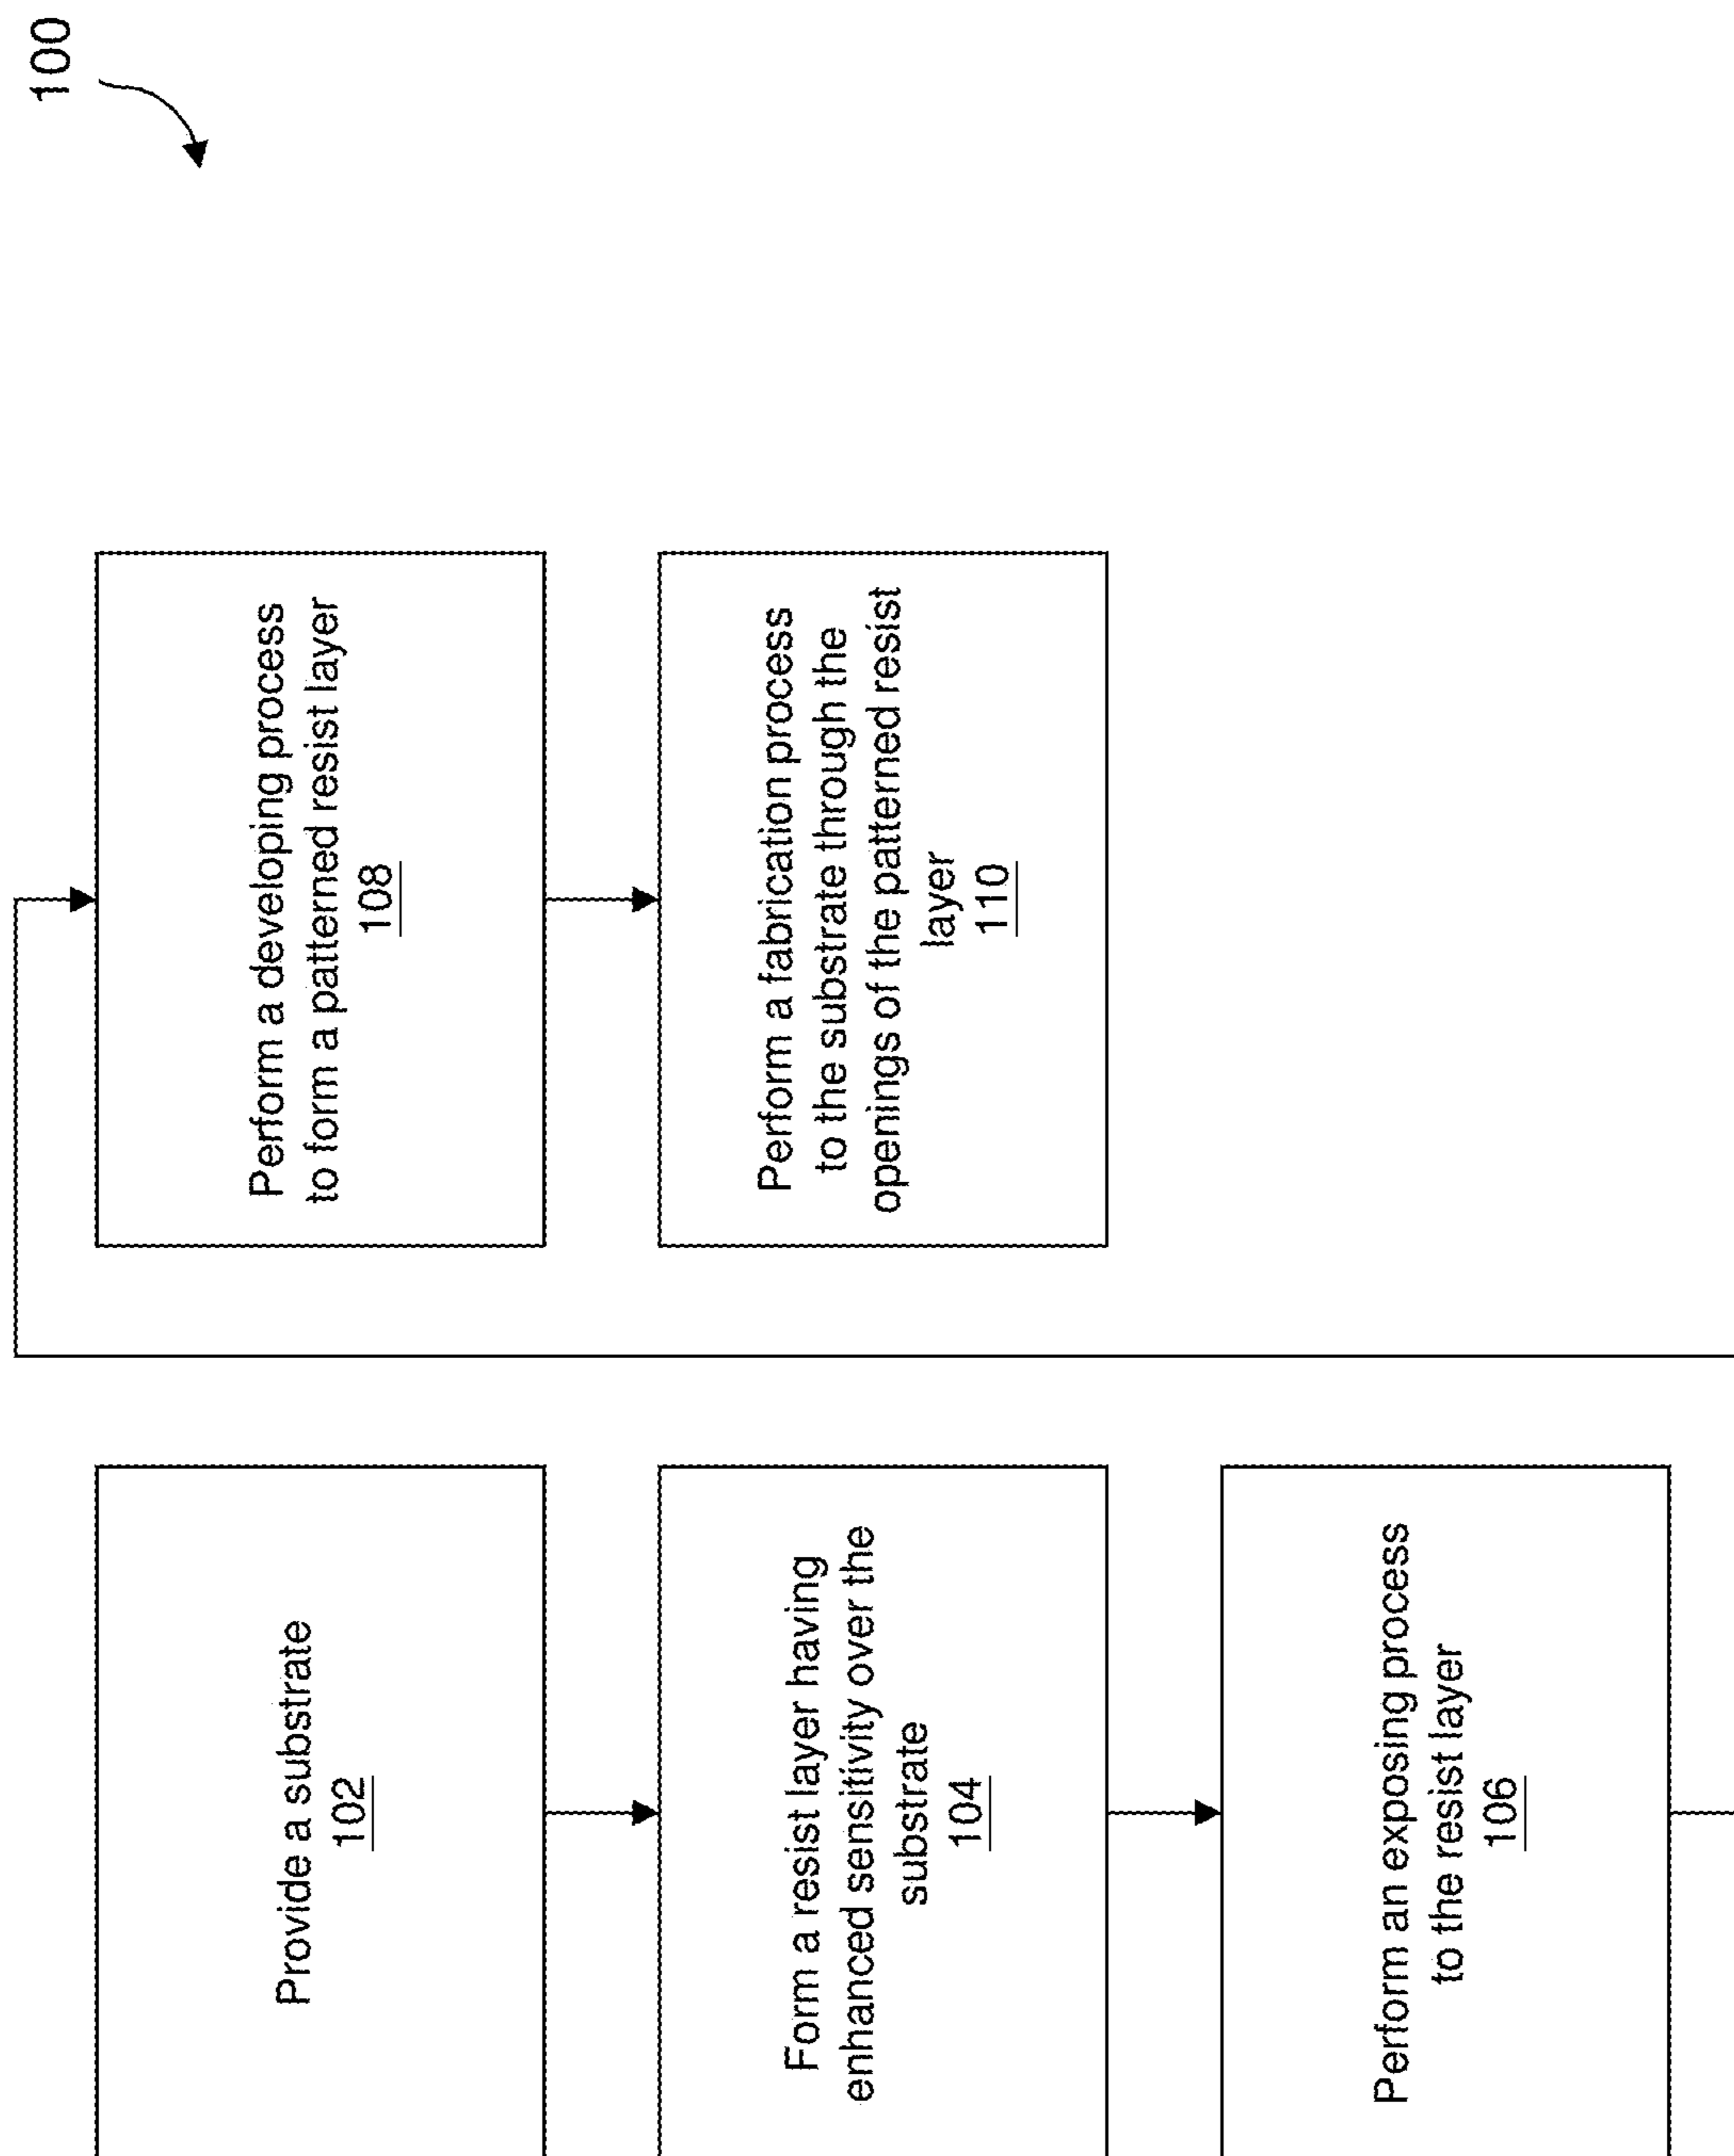 100
Provide a substrate
102
Form a resist layer having
enhanced sensitivity over the
substrate
104
Perform an exposing process
to the resist layer
106
Perform a developing process
to form a patterned resist layer
108
Perform a fabrication process
to the substrate through the
openings of the patterned resist
layer
110